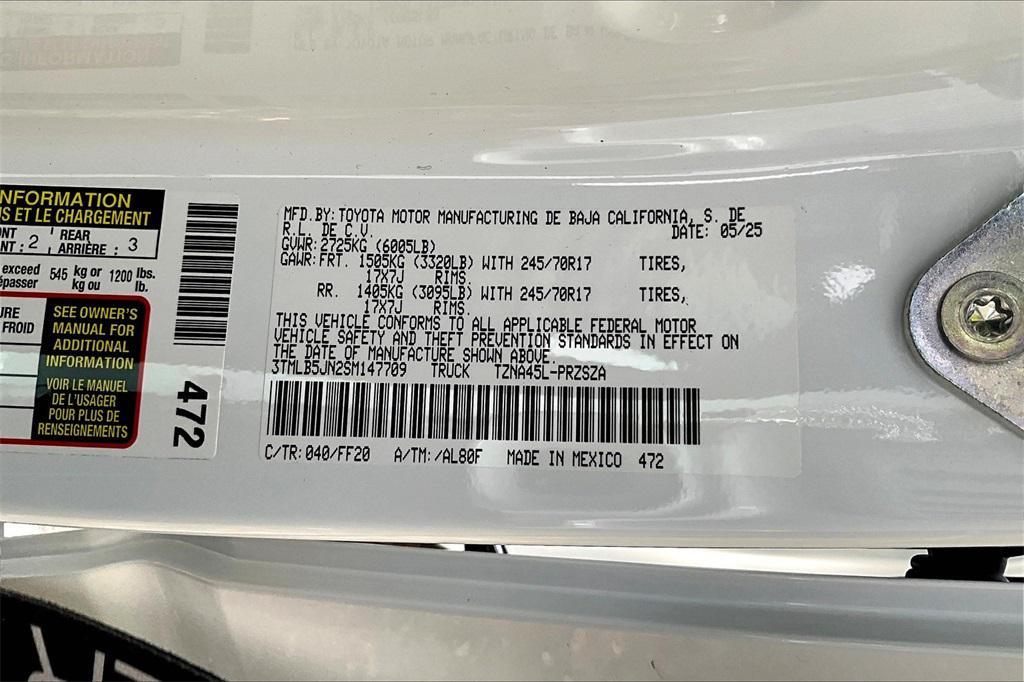 NFORMATION
US ET LE CHARGEMENT
ONT : 2 REAR ARRIÈRE : 3
exceed 545 kg or 1200 lbs.
épasser kg ou lb.
URE
FROID
SEE OWNER'S
MANUAL FOR
ADDITIONAL
INFORMATION
VOIR LE MANUEL
DE L'USAGER
POUR PLUS DE
RENSEIGNEMENTS
472
MFD.BY: TOYOTA MOTOR MANUFACTURING DE BAJA CALIFORNIA, S. DE
R.L. DE C.V. DATE: 05/25
GVWR: 2725KG (6005LB)
GAWR: FRT. 1505KG (3320LB) WITH 245/70R17 TIRES,
17X7J RIMS.
RR. 1405KG (3095LB) WITH 245/70R17 TIRES,
17X7J RIMS.
THIS VEHICLE CONFORMS TO ALL APPLICABLE FEDERAL MOTOR
VEHICLE SAFETY AND THEFT PREVENTION STANDARDS IN EFFECT ON
THE DATE OF MANUFACTURE SHOWN ABOVE.
3TMLB5JN2SM147709 TRUCK TZNA45L-PRZSZA
C/TR: 040/FF20 A/TM: /AL80F MADE IN MEXICO 472